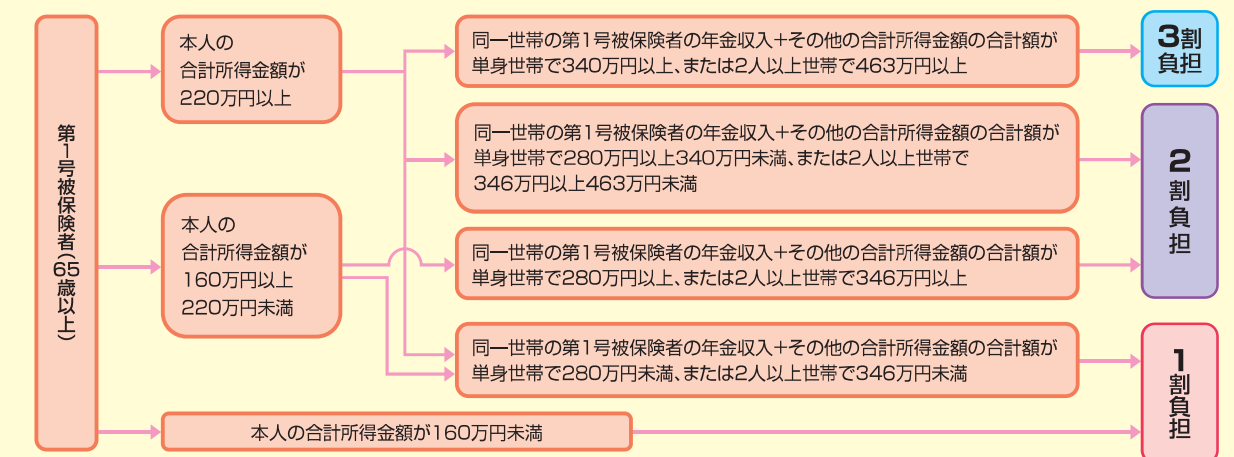 第1号被保険者(65歳以上)
本人の
合計所得金額が
220万円以上
同一世帯の第1号被保険者の年金収入+その他の合計所得金額の合計額が
単身世帯で340万円以上、または2人以上世帯で463万円以上
3割
負担
同一世帯の第1号被保険者の年金収入+その他の合計所得金額の合計額が
単身世帯で280万円以上340万円未満、または2人以上世帯で
346万円以上463万円未満
2割負担
本人の
合計所得金額が
160万円以上
220万円未満
同一世帯の第1号被保険者の年金収入+その他の合計所得金額の合計額が
単身世帯で280万円以上、または2人以上世帯で346万円以上
同一世帯の第1号被保険者の年金収入+その他の合計所得金額の合計額が
単身世帯で280万円未満、または2人以上世帯で346万円未満
1割負担
本人の合計所得金額が160万円未満